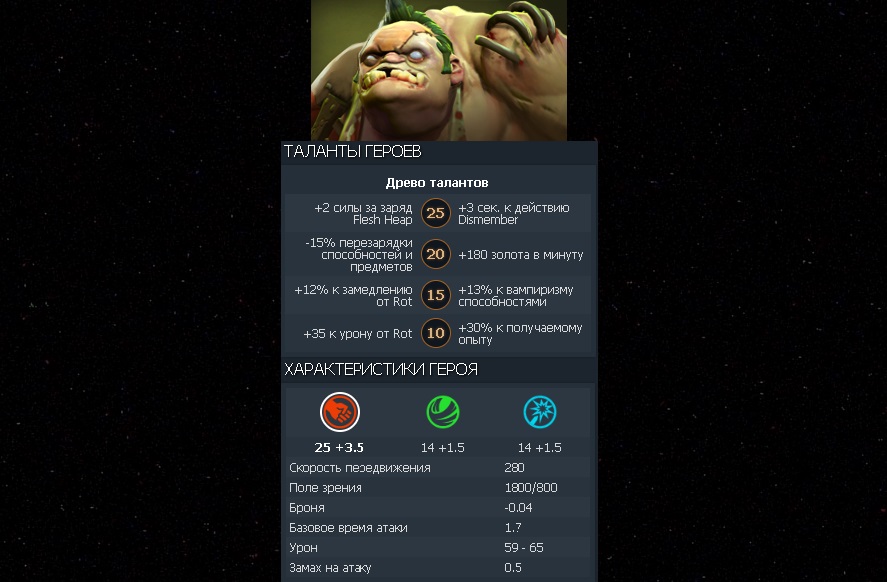 ТАЛАНТЫ ГЕРОЕВ
Древо талантов
+2 силы за заряд
Flesh Heap
25
+3 сек. к действию
Dismember
-15% перезарядки
способностей и
предметов
20
+180 золота в минуту
+12% к замедлению
от Rot
15
+13% к вампиризму
способностями
+35 к урону от Rot
10
+30% к получаемому
опыту
ХАРАКТЕРИСТИКИ ГЕРОЯ
25 +3.5 14 +1.5 14 +1.5
Скорость передвижения 280
Поле зрения 1800/800
Броня -0.04
Базовое время атаки 1.7
Урон 59 - 65
Замах на атаку 0.5